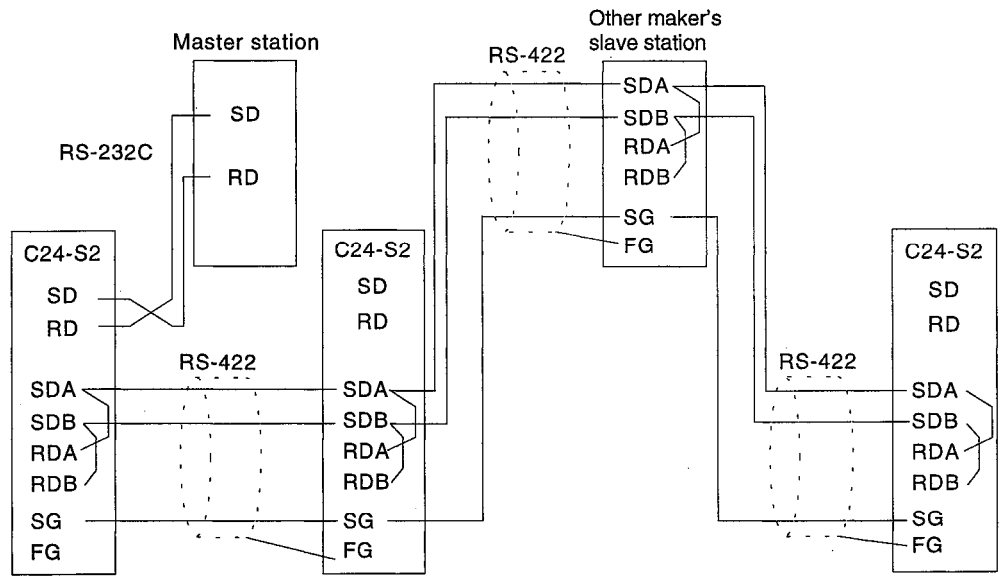 Master station
SD
RD
RS-232C
C24-S2
SD
RD
SDA
SDB
RDA
RDB
SG
FG
RS-422
C24-S2
SD
RD
SDA
SDB
RDA
RDB
SG
FG
RS-422
Other maker's
slave station
SDA
SDB
RDA
RDB
SG
FG
RS-422
C24-S2
SD
RD
SDA
SDB
RDA
RDB
SG
FG